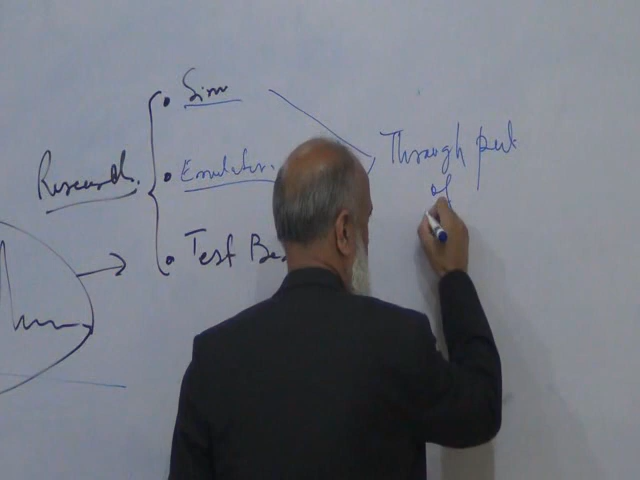 Sim
Research.
Emulator.
Test Be
Through put
of